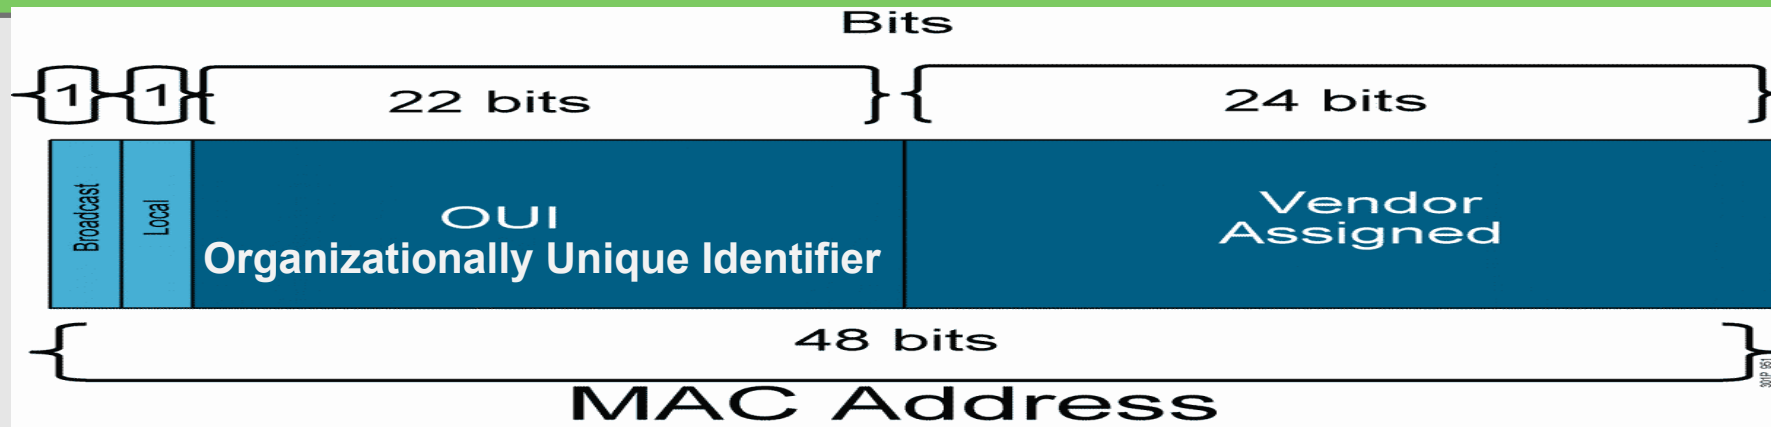 Bits
1 1 22 bits 24 bits
Broadcast
Local
OUI
Organizationally Unique Identifier
Vendor
Assigned
48 bits
MAC Address